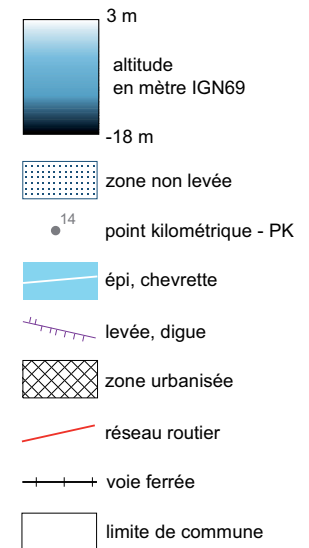 3 m
altitude
en mètre IGN69
-18 m
zone non levée
14
point kilométrique - PK
épi, chevrette
levée, digue
zone urbanisée
réseau routier
voie ferrée
limite de commune